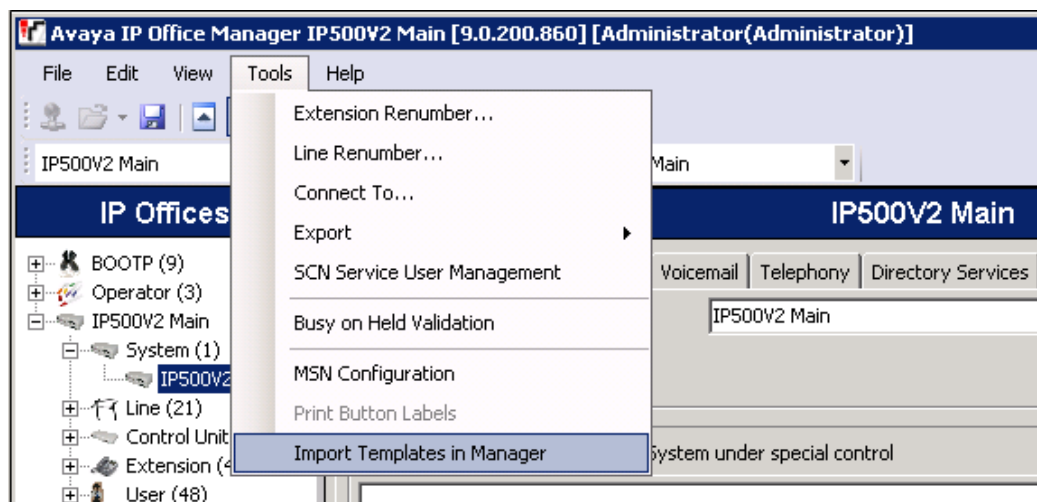 Avaya IP Office Manager IP500V2 Main [9.0.200.860] [Administrator(Administrator)]
File Edit View Tools Help
IP500V2 Main
Main
IP Offices
IP500V2 Main
BOOTP (9)
Operator (3)
IP500V2 Main
System (1)
IP500V2
Line (21)
Control Unit
Extension (4
User (48)
Extension Renumber...
Line Renumber...
Connect To...
Export
SCN Service User Management
Busy on Held Validation
MSN Configuration
Print Button Labels
Import Templates in Manager
Voicemail Telephony Directory Services
IP500V2 Main
System under special control